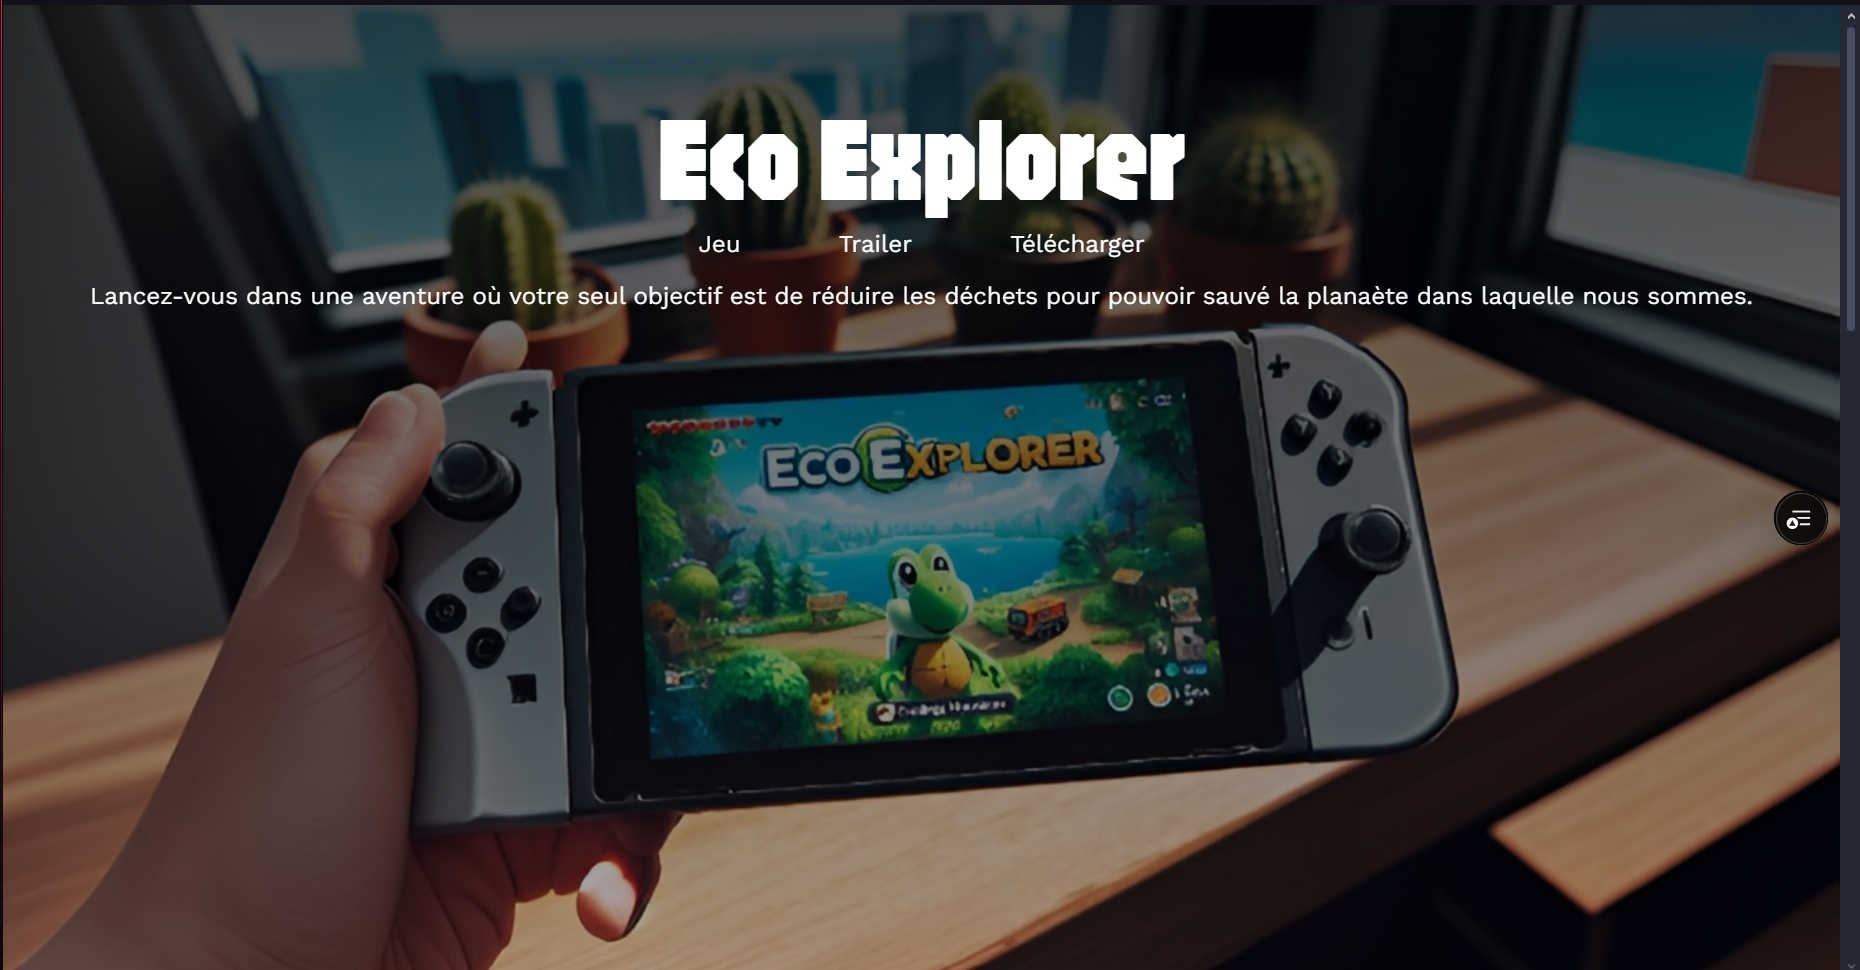 Eco Explorer
Jeu Trailer Télécharger
Lancez-vous dans une aventure où votre seul objectif est de réduire les déchets pour pouvoir sauvé la planaète dans laquelle nous sommes.
ECO EXPLORER